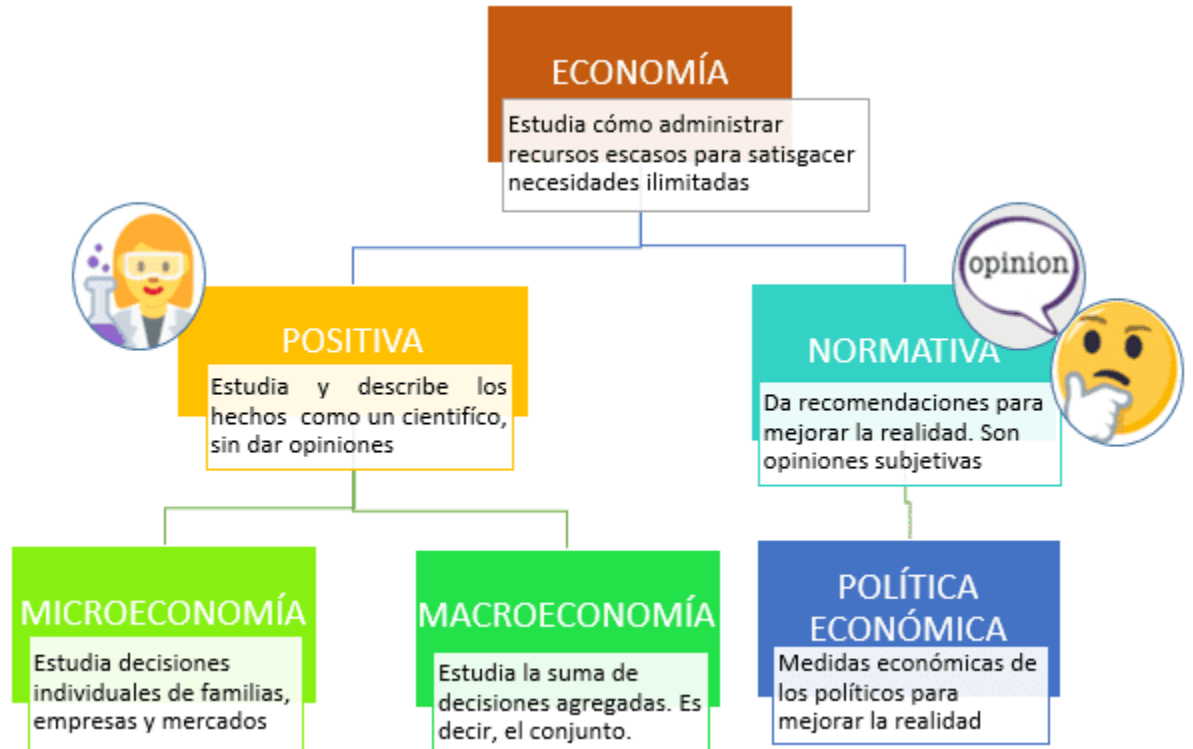 ECONOMÍA
Estudia cómo administrar
recursos escasos para satisgacer
necesidades ilimitadas
opinion
POSITIVA
Estudia y describe los
hechos como un cientifíco,
sin dar opiniones
NORMATIVA
Da recomendaciones para
mejorar la realidad. Son
opiniones subjetivas
MICROECONOMÍA
Estudia decisiones
individuales de familias,
empresas y mercados
MACROECONOMÍA
Estudia la suma de
decisiones agregadas. Es
decir, el conjunto.
POLÍTICA
ECONÓMICA
Medidas económicas de
los políticos para
mejorar la realidad